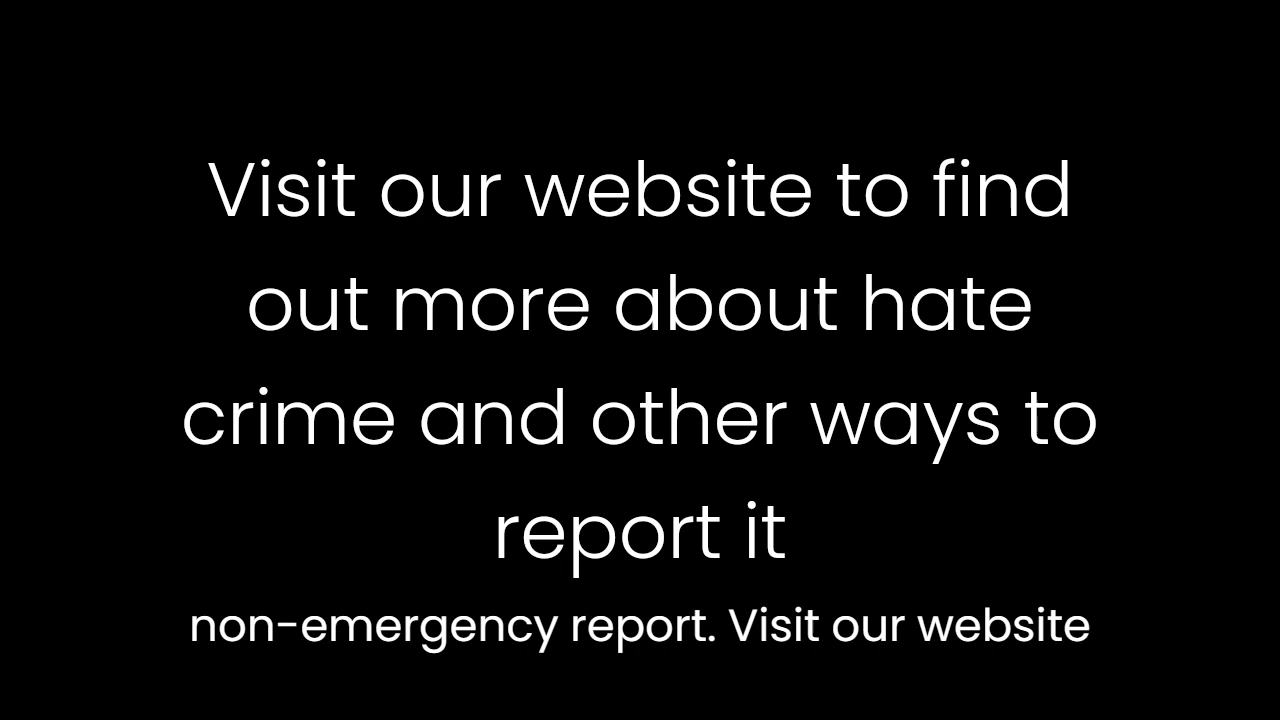 Visit our website to find
out more about hate
crime and other ways to
report it
non-emergency report. Visit our website